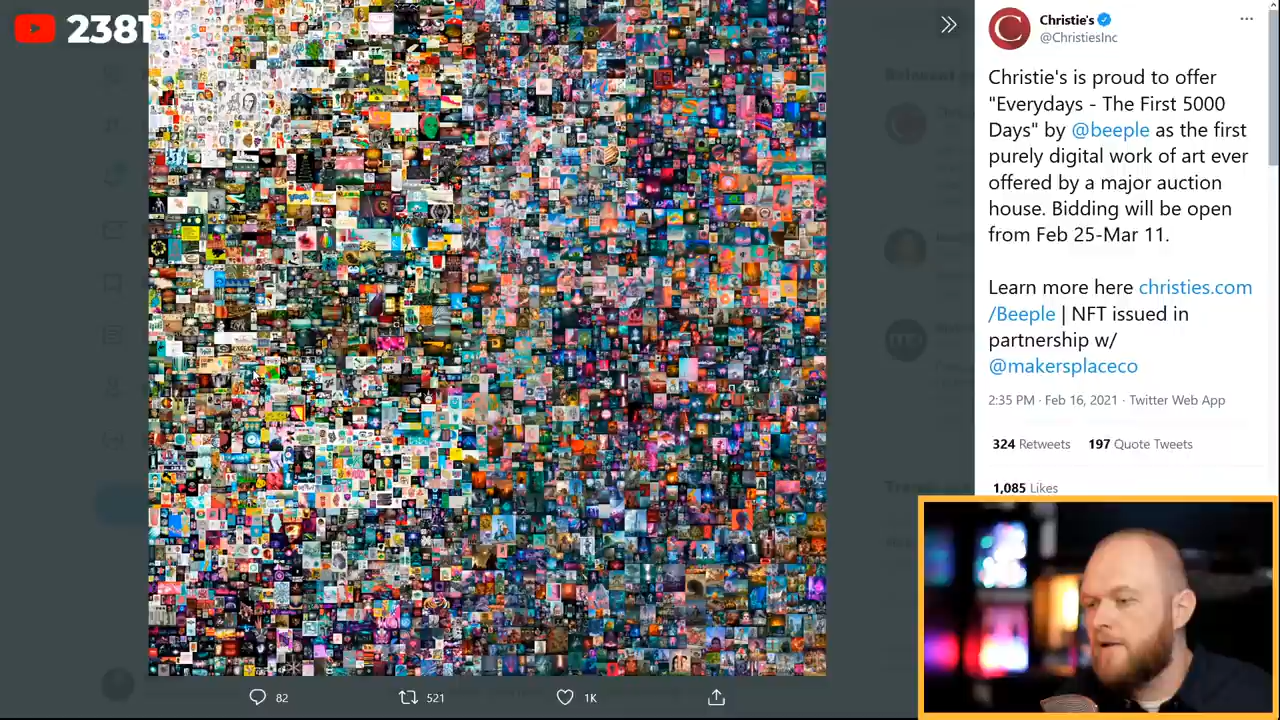 2381
Christie's
@ChristiesInc
Christie's is proud to offer
"Everydays - The First 5000
Days" by @beeple as the first
purely digital work of art ever
offered by a major auction
house. Bidding will be open
from Feb 25-Mar 11.
Learn more here christies.com
/Beeple | NFT issued in
partnership w/
@makersplaceco
2:35 PM · Feb 16, 2021 · Twitter Web App
324 Retweets 197 Quote Tweets
1,085 Likes
82 521 1K